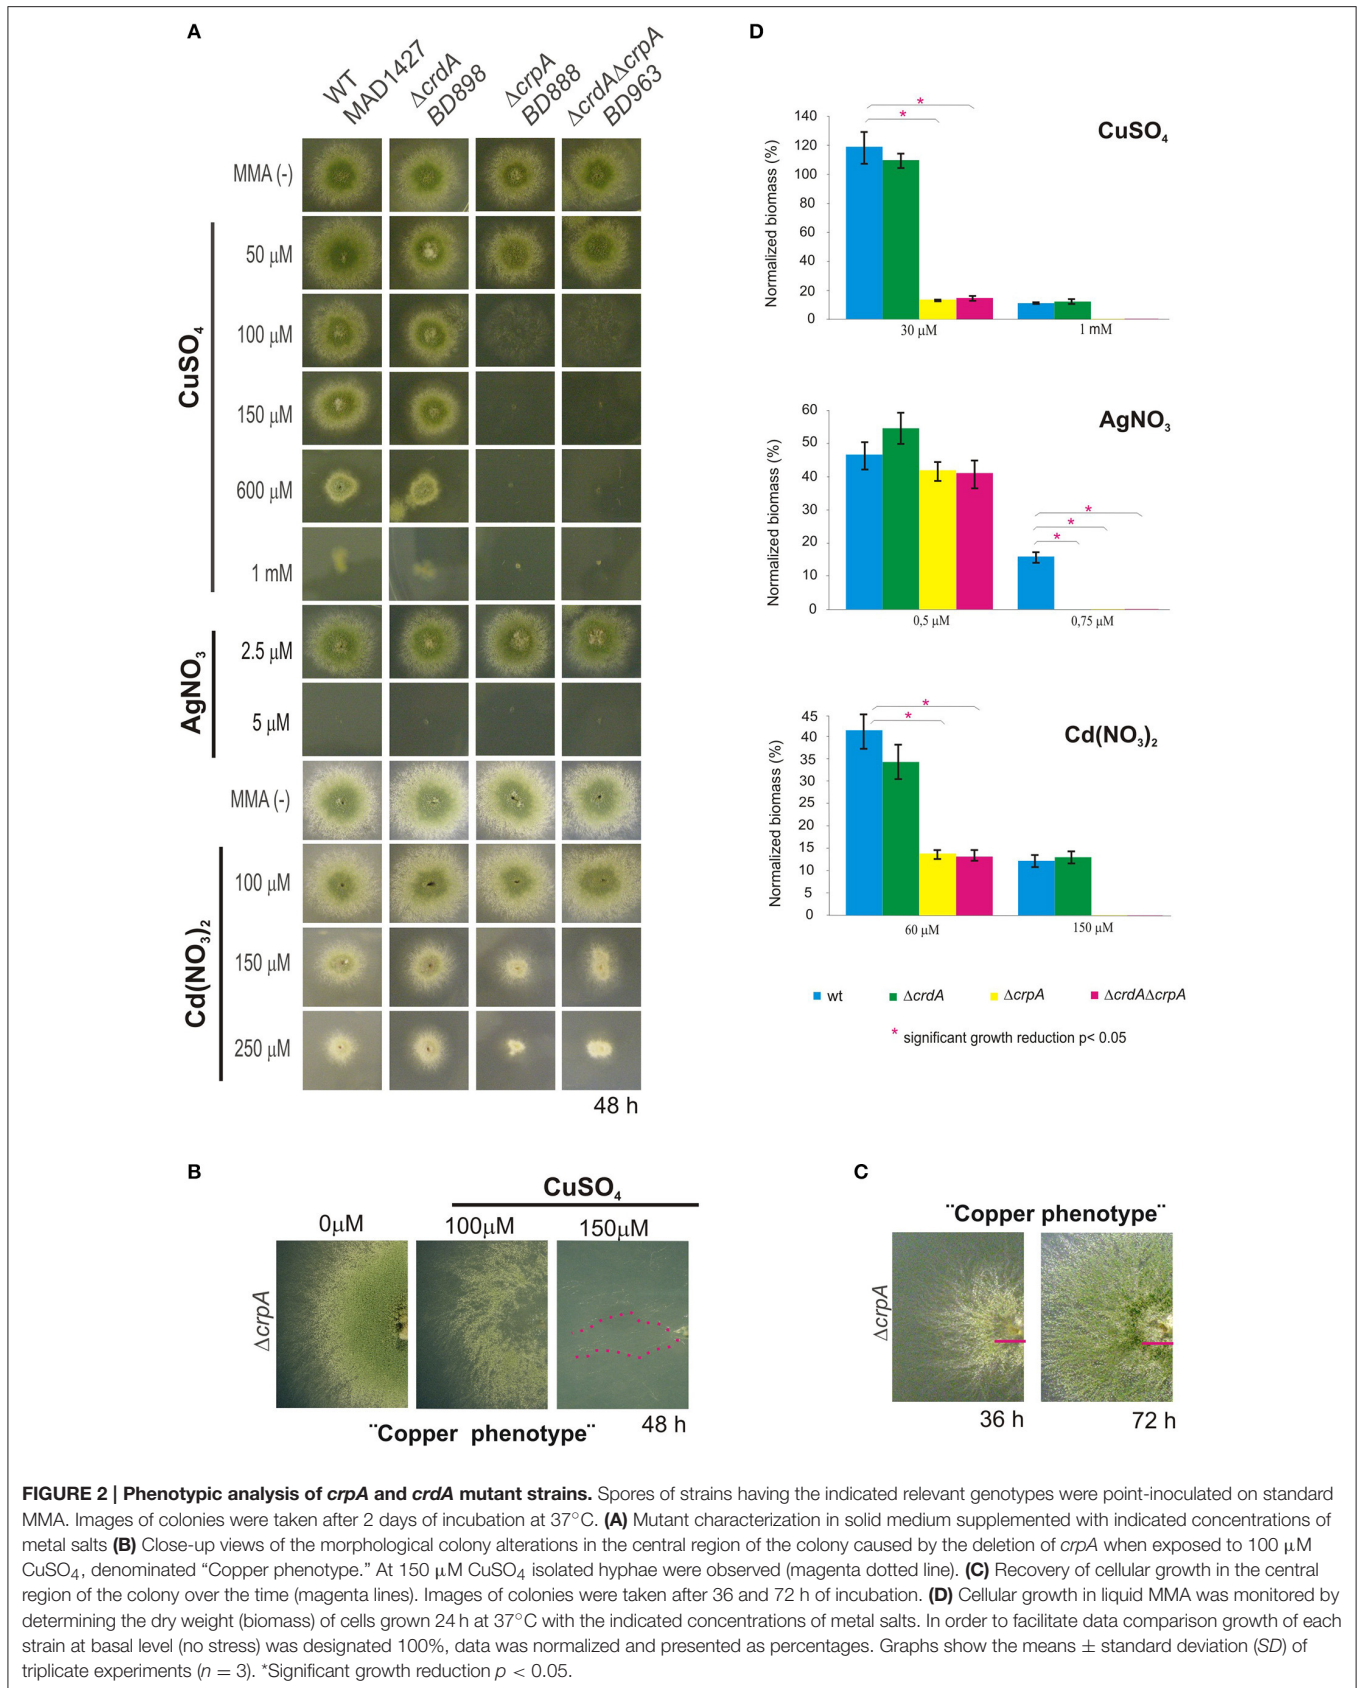 A
WT
MAD1427
ΔcrdA
BD898
ΔcrpA
BD888
ΔcrdAΔcrpA
BD963
MMA (-)
CuSO4
50 µM
100 µM
150 µM
600 µM
1 mM
AgNO3
2.5 µM
5 µM
MMA (-)
Cd(NO3)2
100 µM
150 µM
250 µM
48 h
D
CuSO4
Normalized biomass (%)
140
120
100
80
60
40
20
0
* *
30 µM
1 mM
AgNO3
Normalized biomass (%)
60
50
40
30
20
10
0
* * *
0,5 µM
0,75 µM
Cd(NO3)2
Normalized biomass (%)
45
40
35
30
25
20
15
10
5
0
* *
60 µM
150 µM
wt
ΔcrdA
ΔcrpA
ΔcrdAΔcrpA
* significant growth reduction p< 0.05
B
CuSO4
0µM
100µM
150µM
ΔcrpA
¨Copper phenotype¨
48 h
C
¨Copper phenotype¨
ΔcrpA
36 h
72 h
FIGURE 2 | Phenotypic analysis of crpA and crdA mutant strains. Spores of strains having the indicated relevant genotypes were point-inoculated on standard
MMA. Images of colonies were taken after 2 days of incubation at 37°C. (A) Mutant characterization in solid medium supplemented with indicated concentrations of
metal salts (B) Close-up views of the morphological colony alterations in the central region of the colony caused by the deletion of crpA when exposed to 100 µM
CuSO4, denominated “Copper phenotype.” At 150 µM CuSO4 isolated hyphae were observed (magenta dotted line). (C) Recovery of cellular growth in the central
region of the colony over the time (magenta lines). Images of colonies were taken after 36 and 72 h of incubation. (D) Cellular growth in liquid MMA was monitored by
determining the dry weight (biomass) of cells grown 24 h at 37°C with the indicated concentrations of metal salts. In order to facilitate data comparison growth of each
strain at basal level (no stress) was designated 100%, data was normalized and presented as percentages. Graphs show the means ± standard deviation (SD) of
triplicate experiments (n = 3). *Significant growth reduction p < 0.05.